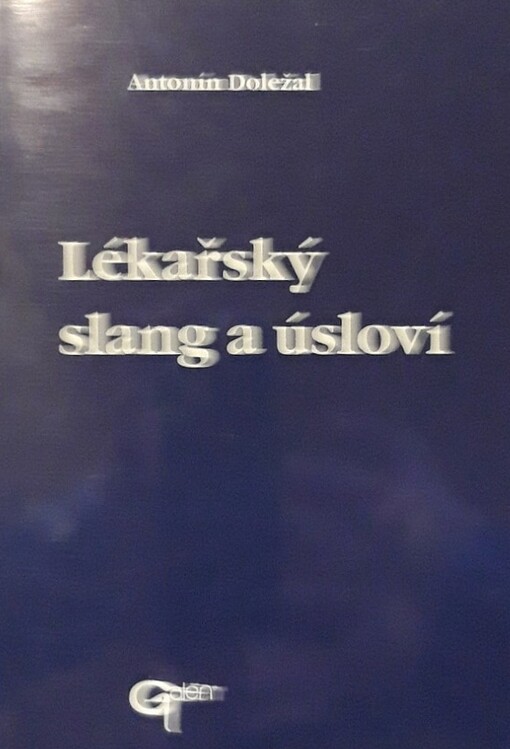 Antonín Doležal
Lékařský
slang a úsloví
Galén